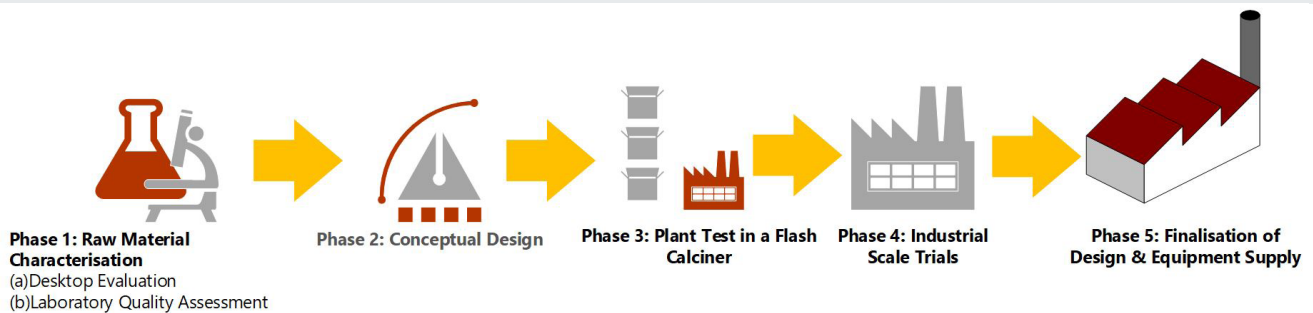 Phase 1: Raw Material
Characterisation
(a)Desktop Evaluation
(b)Laboratory Quality Assessment
Phase 2: Conceptual Design
Phase 3: Plant Test in a Flash
Calciner
Phase 4: Industrial
Scale Trials
Phase 5: Finalisation of
Design & Equipment Supply